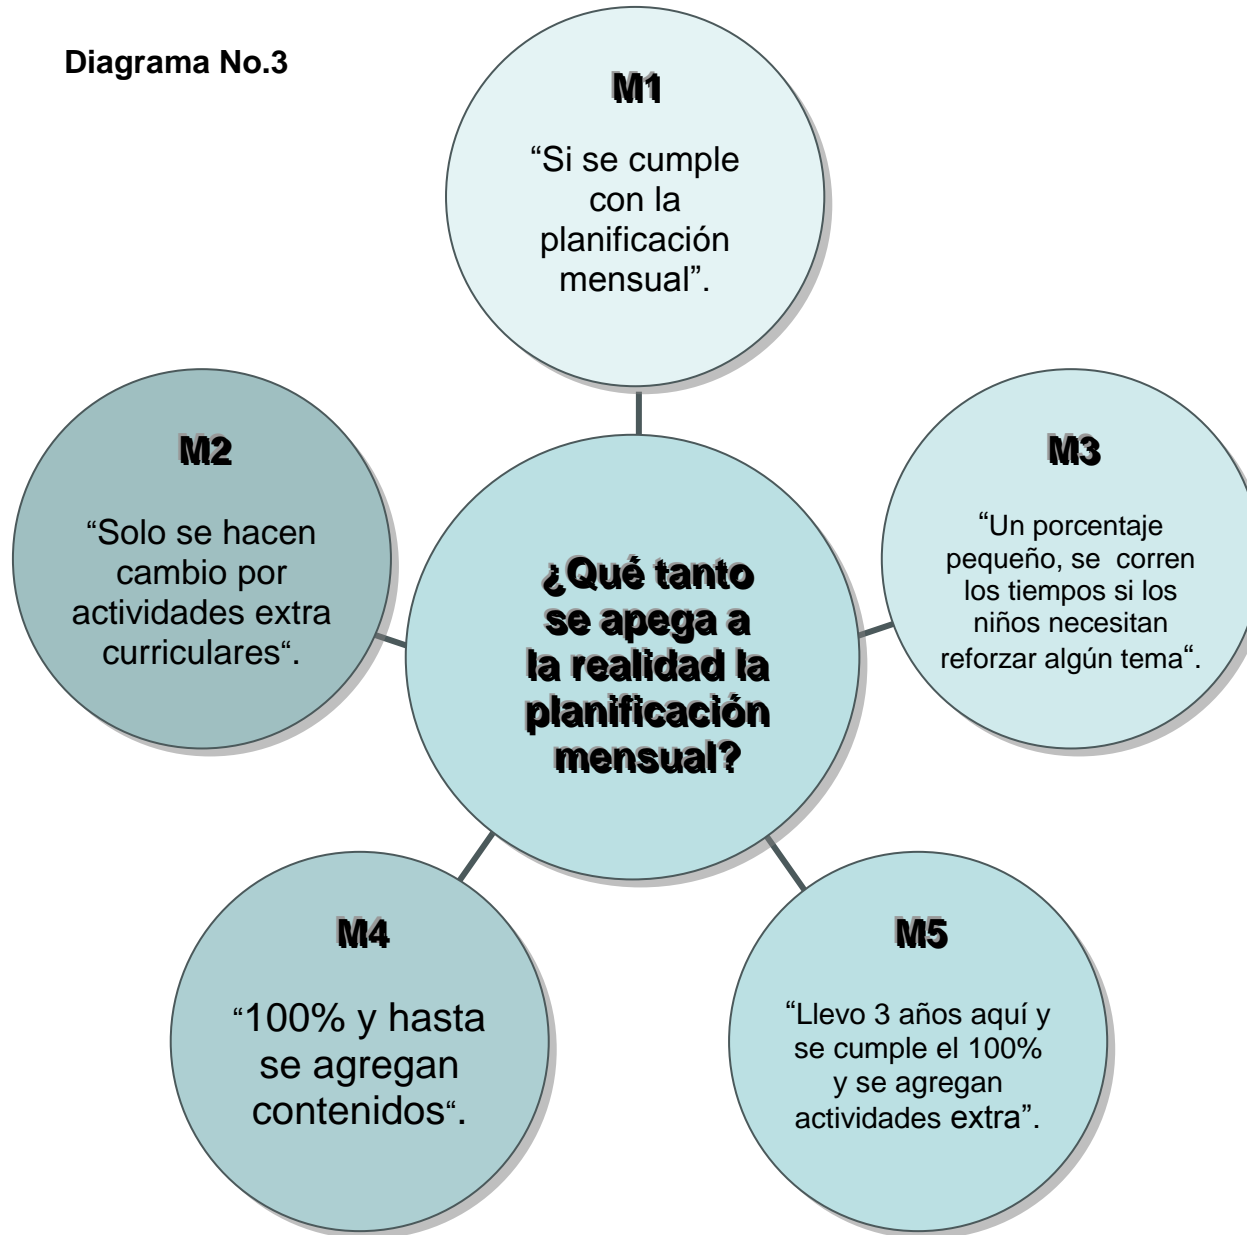 Diagrama No.3
M1
“Si se cumple
con la
planificación
mensual”.
M2
“Solo se hacen
cambio por
actividades extra
curriculares“.
¿Qué tanto
se apega a
la realidad la
planificación
mensual?
M3
“Un porcentaje
pequeño, se corren
los tiempos si los
niños necesitan
reforzar algún tema“.
M4
“100% y hasta
se agregan
contenidos“.
M5
“Llevo 3 años aquí y
se cumple el 100%
y se agregan
actividades extra”.